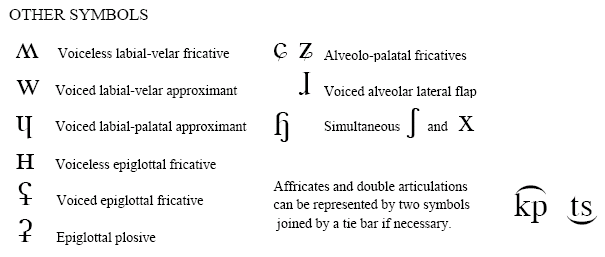 OTHER SYMBOLS
ʍ Voiceless labial-velar fricative
w Voiced labial-velar approximant
ɥ Voiced labial-palatal approximant
ʜ Voiceless epiglottal fricative
ʢ Voiced epiglottal fricative
ʡ Epiglottal plosive
ɕ ʑ Alveolo-palatal fricatives
ɺ Voiced alveolar lateral flap
ɧ Simultaneous ʃ and x
Affricates and double articulations
can be represented by two symbols
joined by a tie bar if necessary.
k͡p t͜s